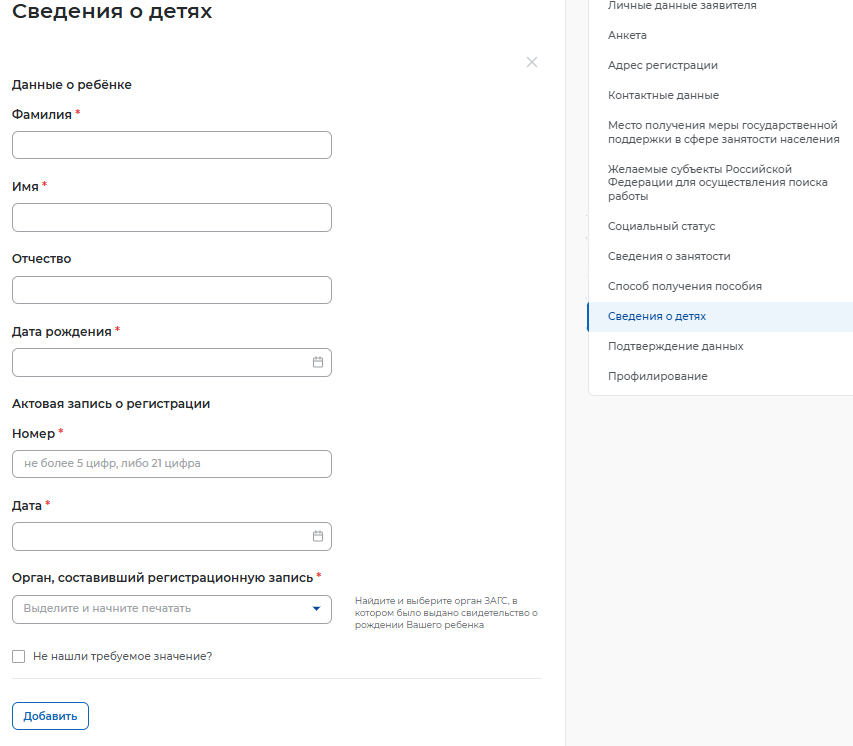 Сведения о детях
Данные о ребёнке
Фамилия *
Имя *
Отчество
Дата рождения *
Актовая запись о регистрации
Номер *
не более 5 цифр, либо 21 цифра
Дата *
Орган, составивший регистрационную запись *
Выделите и начните печатать
Найдите и выберите орган ЗАГС, в
котором было выдано свидетельство о
рождении Вашего ребенка
Не нашли требуемое значение?
Добавить
Личные данные заявителя
Анкета
Адрес регистрации
Контактные данные
Место получения меры государственной
поддержки в сфере занятости населения
Желаемые субъекты Российской
Федерации для осуществления поиска
работы
Социальный статус
Сведения о занятости
Способ получения пособия
Сведения о детях
Подтверждение данных
Профилирование